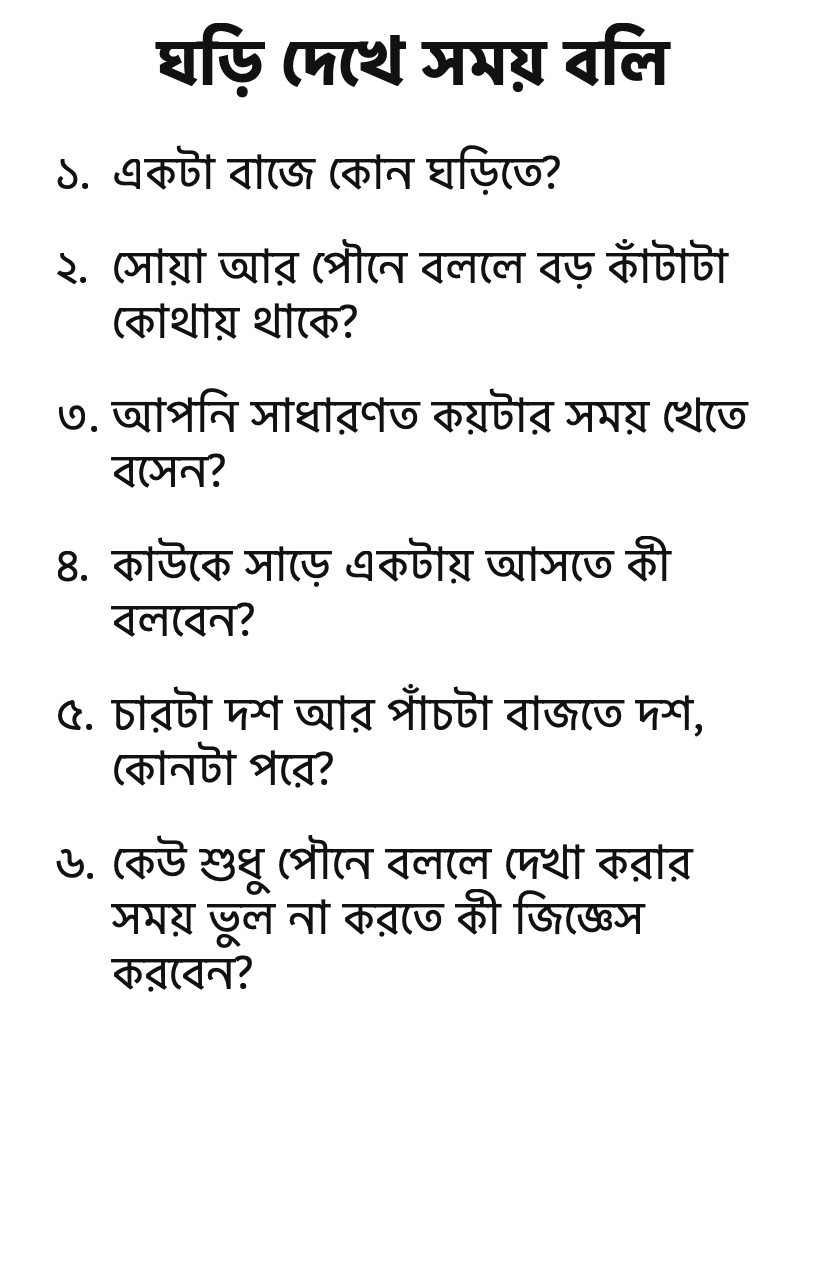 ঘড়ি দেখে সময় বলি
১. একটা বাজে কোন ঘড়িতে?
২. সোয়া আর পৌনে বললে বড় কাঁটাটা
কোথায় থাকে?
৩. আপনি সাধারণত কয়টার সময় খেতে
বসেন?
৪. কাউকে সাড়ে একটায় আসতে কী
বলবেন?
৫. চারটা দশ আর পাঁচটা বাজতে দশ,
কোনটা পরে?
৬. কেউ শুধু পৌনে বললে দেখা করার
সময় ভুল না করতে কী জিজ্ঞেস
করবেন?